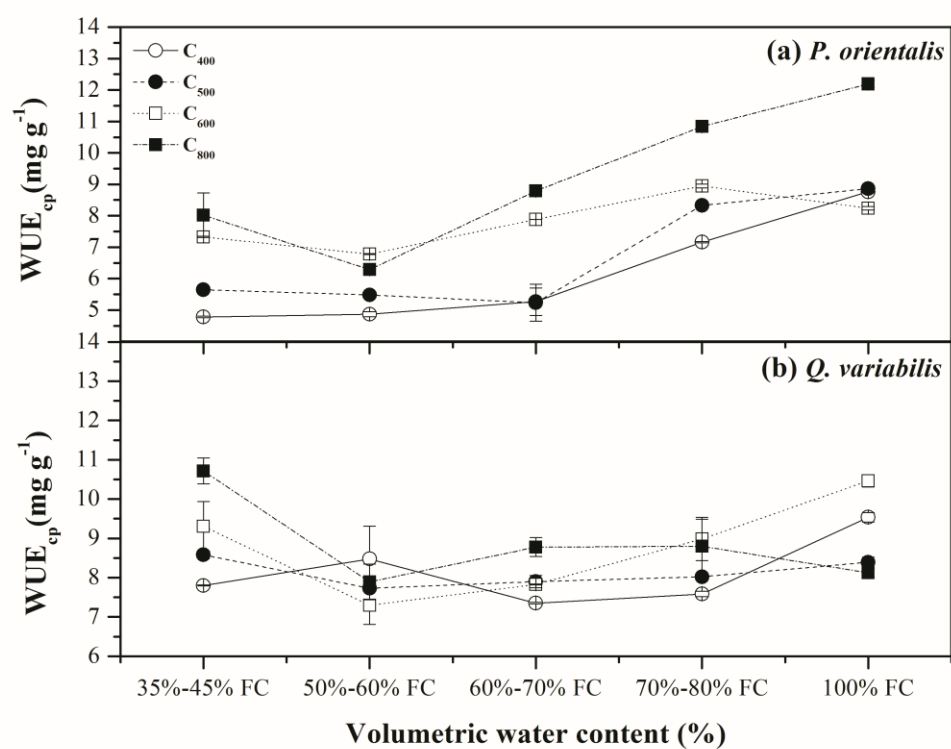 14
13
12
11
10
9
8
7
6
5
14
WUEcp(mg g-1)
C400
C500
C600
C800
(a) P. orientalis
13
12
11
10
9
8
7
6
WUEcp(mg g-1)
(b) Q. variabilis
35%-45% FC 50%-60% FC 60%-70% FC 70%-80% FC 100% FC
Volumetric water content (%)